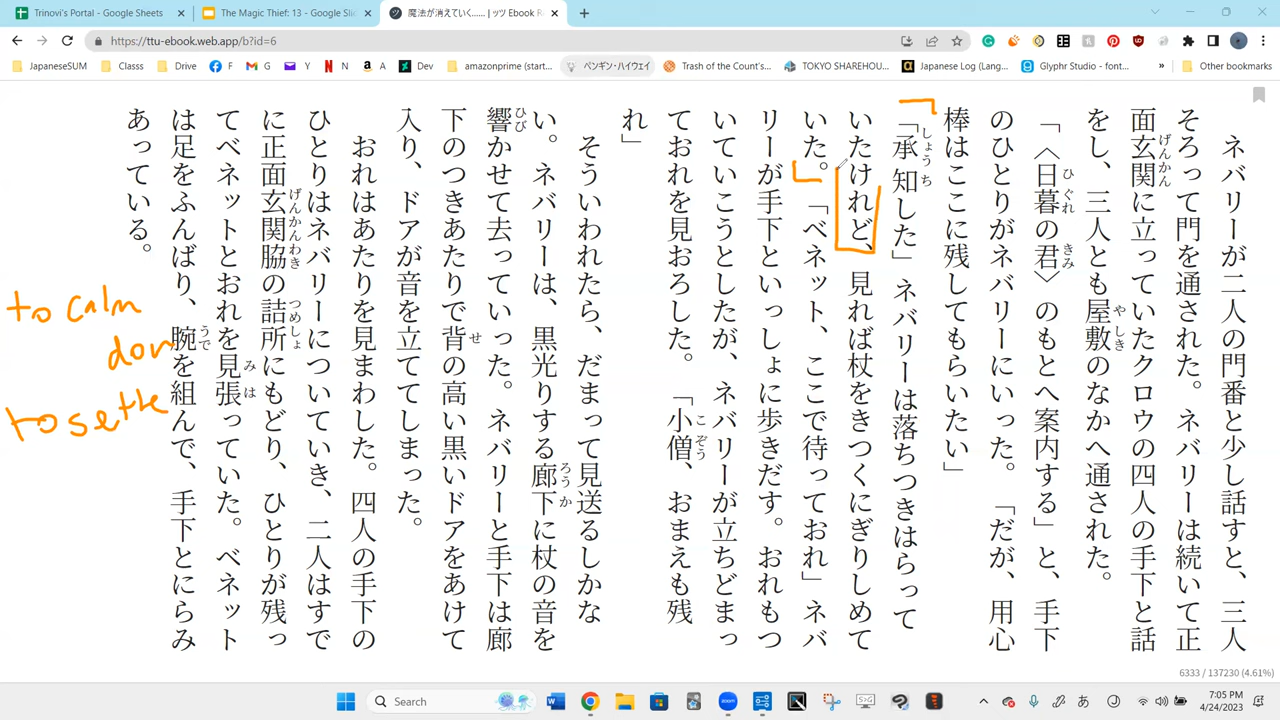 Trinovi's Portal - Google Sheets
The Magic Thief: 13 - Google Slid
魔法が消えていく…… | ッツ Ebook R
https://ttu-ebook.web.app/b?id=6
JapaneseSUM
Classs
Drive
F
G
Y
N
A
Dev
amazonprime (start...
ペンギン・ハイウェイ
Trash of the Count's...
TOKYO SHAREHOU...
Japanese Log (Lang...
Glyphr Studio - font...
»
Other bookmarks
ネバリーが二人の門番と少し話すと、三人
そろって門を通された。ネバリーは続いて正
面玄関に立っていたクロウの四人の手下と話
をし、三人とも屋敷のなかへ通された。
「〈日暮の君〉のもとへ案内する」と、手下
のひとりがネバリーにいった。「だが、用心
棒はここに残してもらいたい」
「承知した」ネバリーは落ちつきはらって
いたけれど、見れば杖をきつくにぎりしめて
いた。「ベネット、ここで待っておれ」ネバ
リーが手下といっしょに歩きだす。おれもつ
いていこうとしたが、ネバリーが立ちどまっ
ておれを見おろした。「小僧、おまえも残
れ」
そういわれたら、だまって見送るしかな
い。ネバリーは、黒光りする廊下に杖の音を
響かせて去っていった。ネバリーと手下は廊
下のつきあたりで背の高い黒いドアをあけて
入り、ドアが音を立ててしまった。
おれはあたりを見まわした。四人の手下の
ひとりはネバリーについていき、二人はすで
に正面玄関脇の詰所にもどり、ひとりが残っ
てベネットとおれを見張っていた。ベネット
は足をふんばり、腕を組んで、手下とにらみ
あっている。
to calm
don
to settle
6333 / 137230 (4.61%)
Search
zoom
あ
7:05 PM
4/24/2023